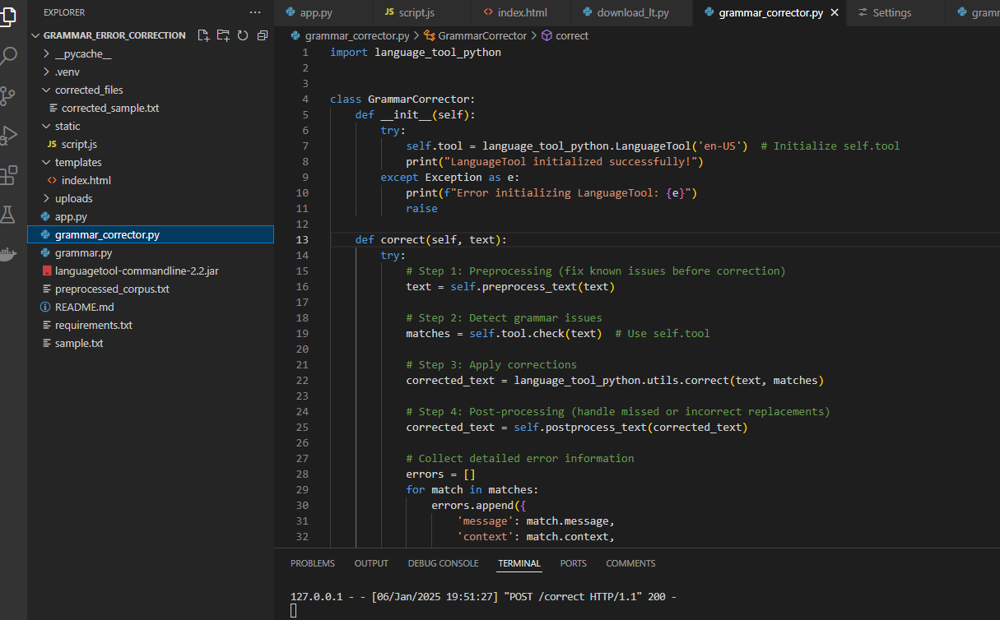 EXPLORER
···
GRAMMAR_ERROR_CORRECTION
__pycache__
.venv
corrected_files
corrected_sample.txt
static
JS script.js
templates
<> index.html
uploads
app.py
grammar_corrector.py
grammar.py
languagetool-commandline-2.2.jar
preprocessed_corpus.txt
README.md
requirements.txt
sample.txt
app.py JS script.js <> index.html download_lt.py grammar_corrector.py Settings gramm
grammar_corrector.py > GrammarCorrector > correct
1 import language_tool_python
2
3
4 class GrammarCorrector:
5     def __init__(self):
6         try:
7             self.tool = language_tool_python.LanguageTool('en-US')  # Initialize self.tool
8             print("LanguageTool initialized successfully!")
9         except Exception as e:
10             print(f"Error initializing LanguageTool: {e}")
11             raise
12
13     def correct(self, text):
14         try:
15             # Step 1: Preprocessing (fix known issues before correction)
16             text = self.preprocess_text(text)
17
18             # Step 2: Detect grammar issues
19             matches = self.tool.check(text)  # Use self.tool
20
21             # Step 3: Apply corrections
22             corrected_text = language_tool_python.utils.correct(text, matches)
23
24             # Step 4: Post-processing (handle missed or incorrect replacements)
25             corrected_text = self.postprocess_text(corrected_text)
26
27             # Collect detailed error information
28             errors = []
29             for match in matches:
30                 errors.append({
31                     'message': match.message,
32                     'context': match.context,
PROBLEMS OUTPUT DEBUG CONSOLE TERMINAL PORTS COMMENTS
127.0.0.1 - - [06/Jan/2025 19:51:27] "POST /correct HTTP/1.1" 200 -